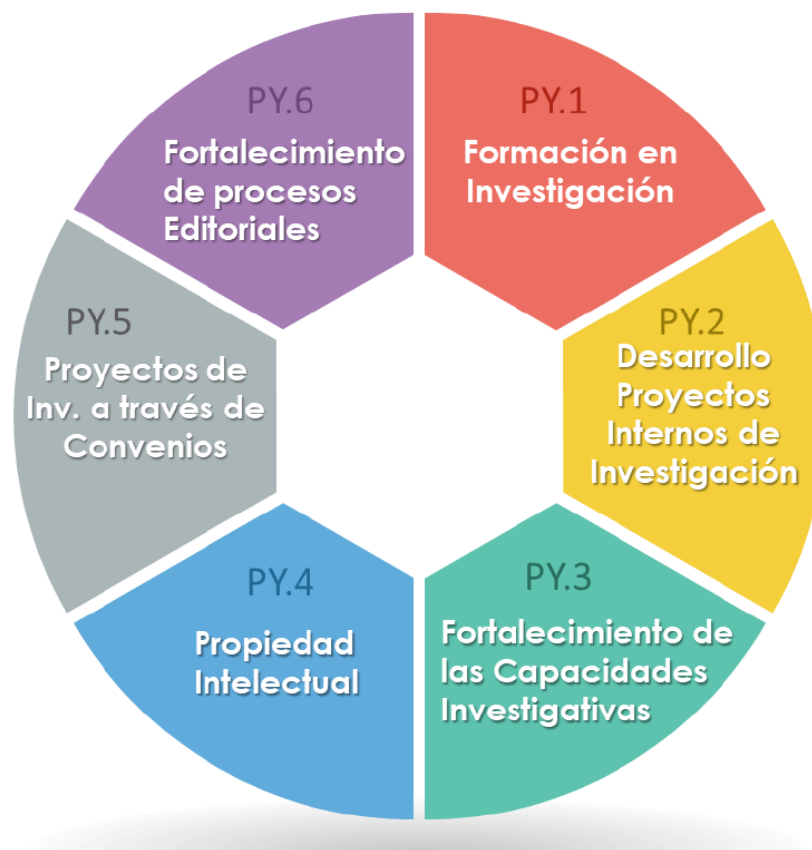 PY.1
Formación en
Investigación
PY.2
Desarrollo
Proyectos
Internos de
Investigación
PY.3
Fortalecimiento de
las Capacidades
Investigativas
PY.4
Propiedad
Intelectual
PY.5
Proyectos de
Inv. a través de
Convenios
PY.6
Fortalecimiento
de procesos
Editoriales